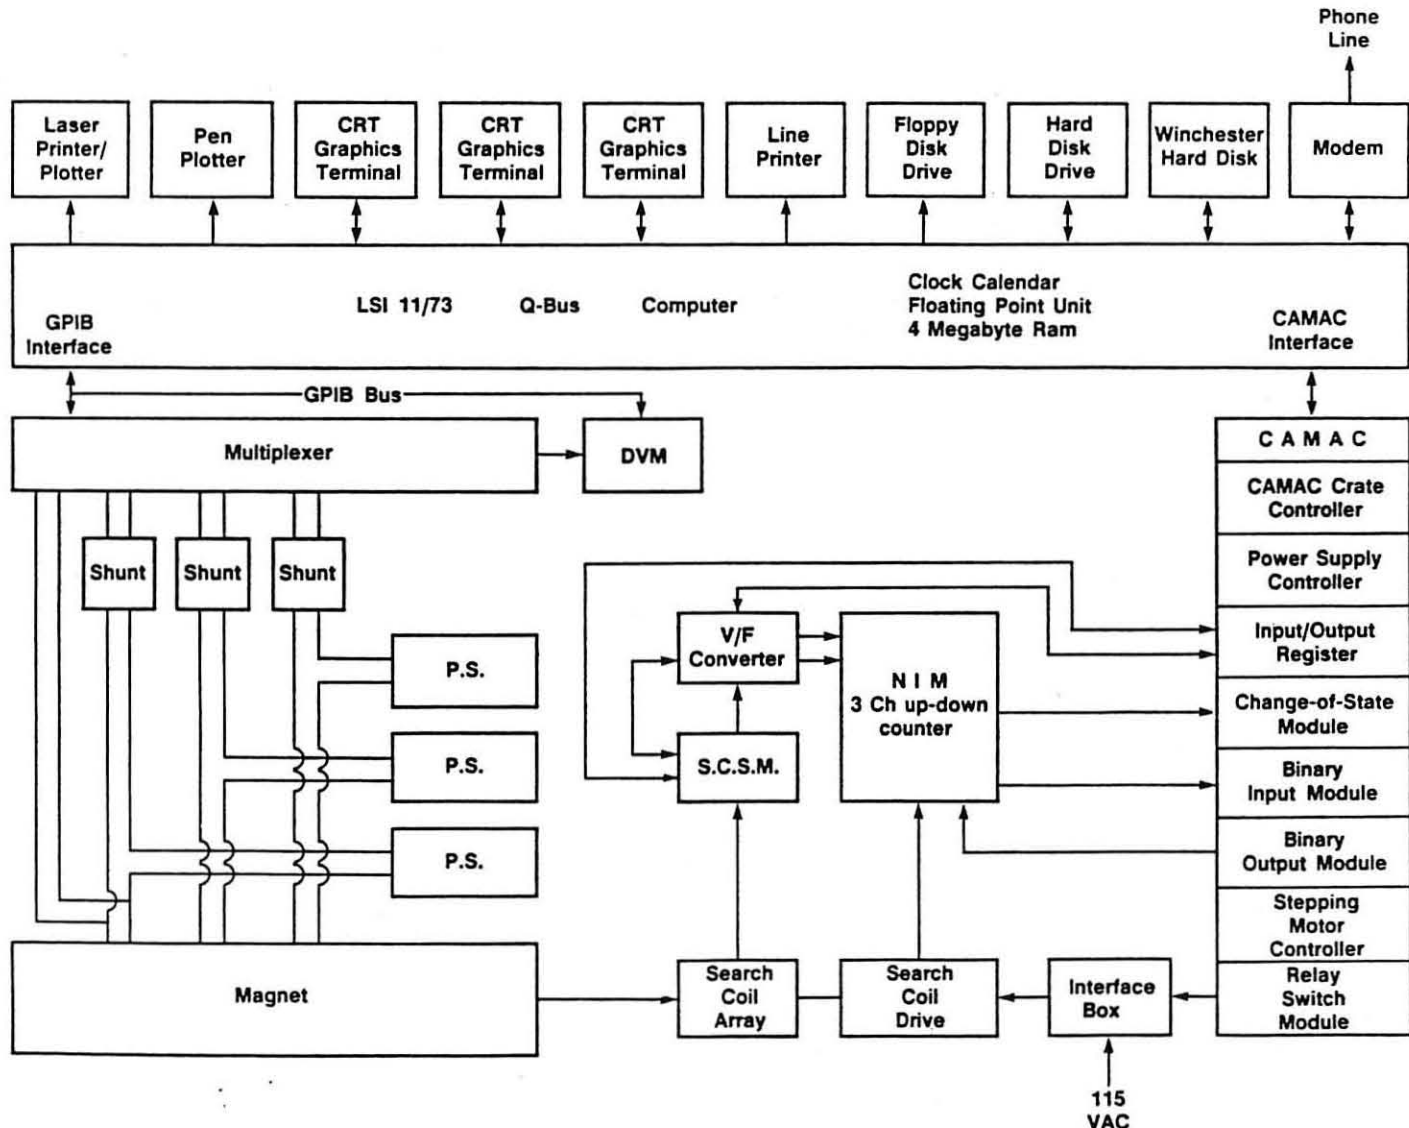 Phone
Line
Laser
Printer/
Plotter
Pen
Plotter
CRT
Graphics
Terminal
CRT
Graphics
Terminal
CRT
Graphics
Terminal
Line
Printer
Floppy
Disk
Drive
Hard
Disk
Drive
Winchester
Hard Disk
Modem
GPIB
Interface
LSI 11/73 Q-Bus Computer
Clock Calendar
Floating Point Unit
4 Megabyte Ram
CAMAC
Interface
GPIB Bus
Multiplexer
DVM
C A M A C
CAMAC Crate
Controller
Power Supply
Controller
Input/Output
Register
Change-of-State
Module
Binary
Input Module
Binary
Output Module
Stepping
Motor
Controller
Relay
Switch
Module
Shunt
Shunt
Shunt
P.S.
P.S.
P.S.
V/F
Converter
S.C.S.M.
N I M
3 Ch up-down
counter
Magnet
Search
Coil
Array
Search
Coil
Drive
Interface
Box
115
VAC